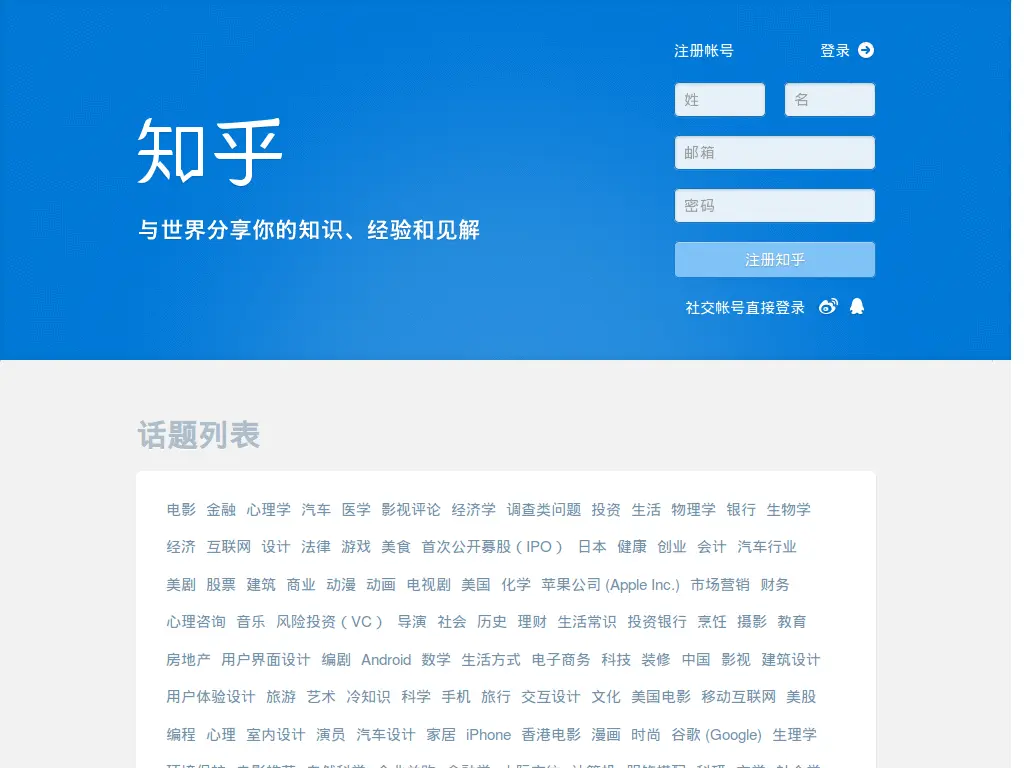 注册帐号 登录
姓 名
知乎
邮箱
密码
与世界分享你的知识、经验和见解
注册知乎
社交帐号直接登录
话题列表
电影 金融 心理学 汽车 医学 影视评论 经济学 调查类问题 投资 生活 物理学 银行 生物学
经济 互联网 设计 法律 游戏 美食 首次公开募股（IPO） 日本 健康 创业 会计 汽车行业
美剧 股票 建筑 商业 动漫 动画 电视剧 美国 化学 苹果公司 (Apple Inc.) 市场营销 财务
心理咨询 音乐 风险投资（VC） 导演 社会 历史 理财 生活常识 投资银行 烹饪 摄影 教育
房地产 用户界面设计 编剧 Android 数学 生活方式 电子商务 科技 装修 中国 影视 建筑设计
用户体验设计 旅游 艺术 冷知识 科学 手机 旅行 交互设计 文化 美国电影 移动互联网 美股
编程 心理 室内设计 演员 汽车设计 家居 iPhone 香港电影 漫画 时尚 谷歌 (Google) 生理学